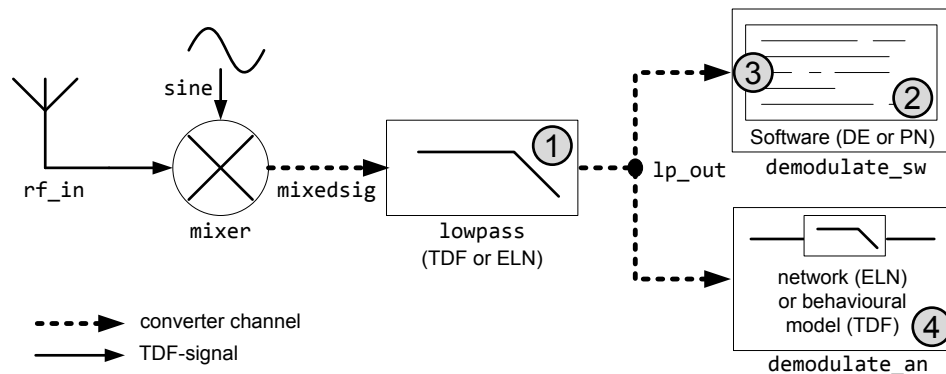 sine
rf_in
mixer
mixedsig
1
lowpass
(TDF or ELN)
lp_out
3
2
Software (DE or PN)
demodulate_sw
network (ELN)
or behavioural
model (TDF)
4
demodulate_an
converter channel
TDF-signal